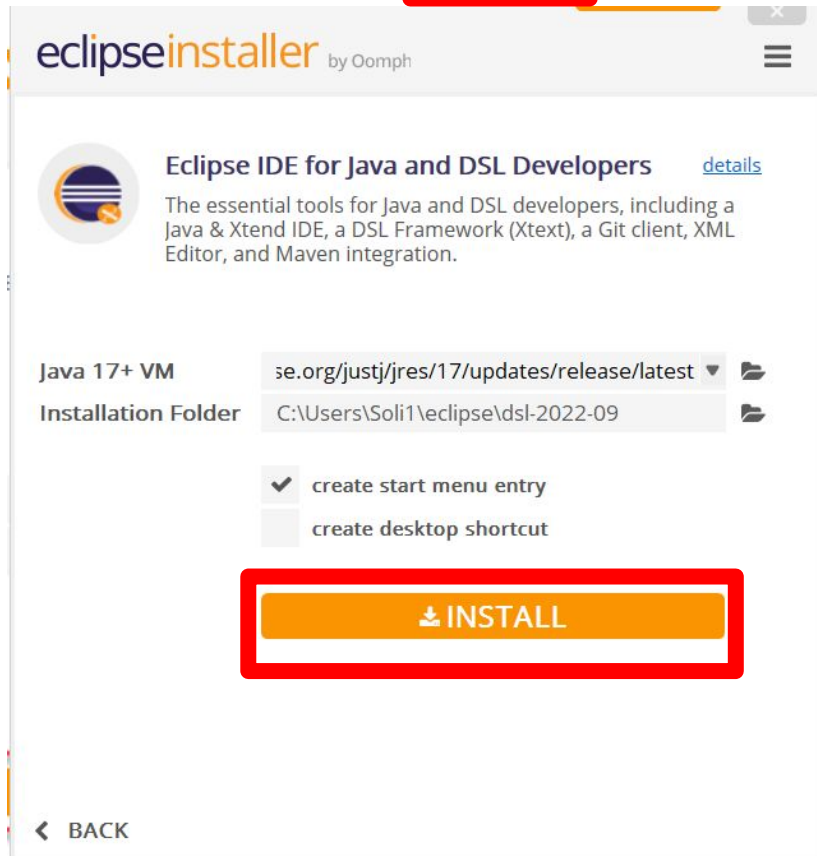 eclipseinstaller by Oomph
Eclipse IDE for Java and DSL Developers details
The essential tools for Java and DSL developers, including a
Java & Xtend IDE, a DSL Framework (Xtext), a Git client, XML
Editor, and Maven integration.
Java 17+ VM se.org/justj/jres/17/updates/release/latest
Installation Folder C:\Users\Soli1\eclipse\dsl-2022-09
create start menu entry
create desktop shortcut
INSTALL
BACK